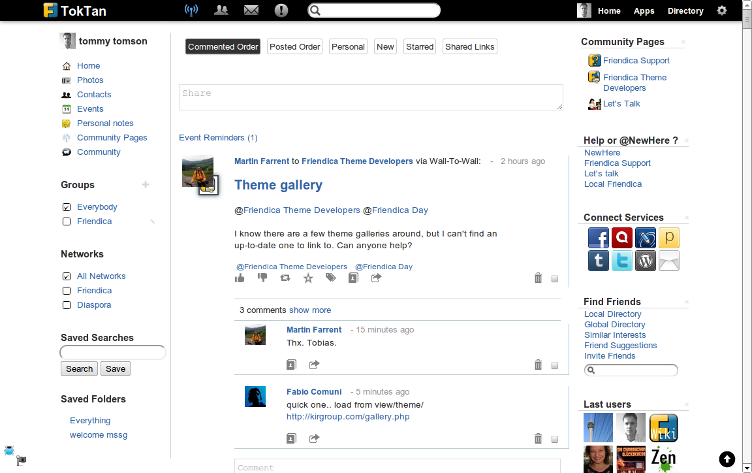 TokTan
Home Apps Directory
tommy tomson
Home
Photos
Contacts
Events
Personal notes
Community Pages
Community
Groups
Everybody
Friendica
Networks
All Networks
Friendica
Diaspora
Saved Searches
Search Save
Saved Folders
Everything
welcome mssg
Commented Order Posted Order Personal New Starred Shared Links
Share
Event Reminders (1)
Martin Farrent to Friendica Theme Developers via Wall-To-Wall: - 2 hours ago
Theme gallery
@Friendica Theme Developers @Friendica Day
I know there are a few theme galleries around, but I can't find an
up-to-date one to link to. Can anyone help?
@Friendica Theme Developers @Friendica Day
3 comments show more
Martin Farrent - 15 minutes ago
Thx. Tobias.
Fabio Comuni - 5 minutes ago
quick one.. load from view/theme/
http://kirgroup.com/gallery.php
Comment
Community Pages
Friendica Support
Friendica Theme
Developers
Let's Talk
Help or @NewHere ?
NewHere
Friendica Support
Let's talk
Local Friendica
Connect Services
Find Friends
Local Directory
Global Directory
Similar Interests
Friend Suggestions
Invite Friends
Last users
Wiki
Zen